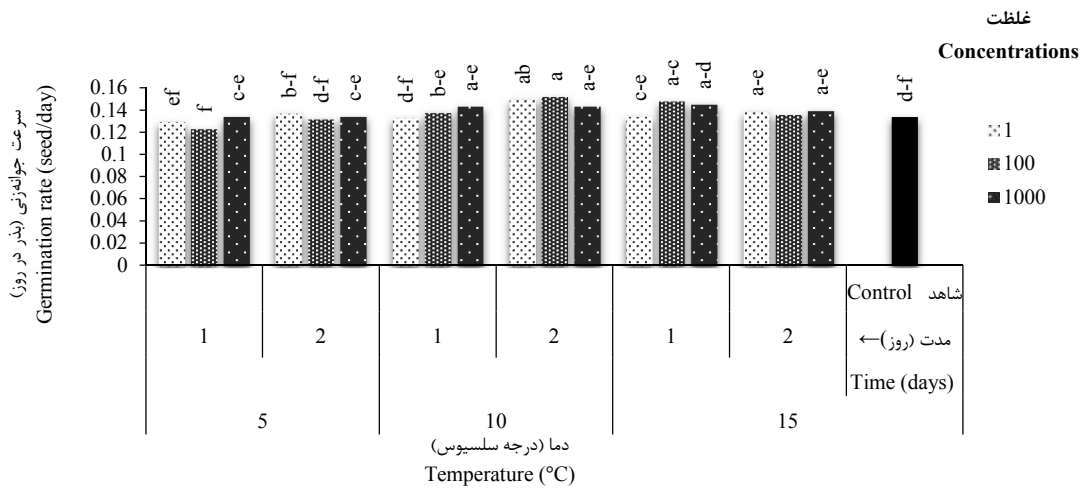 غلظت
Concentrations
1
100
1000
سرعت جوانه‌زنی (بذر در روز)
Germination rate (seed/day)
0.16
0.14
0.12
0.1
0.08
0.06
0.04
0.02
0
ef f c-e b-f d-f c-e d-f b-e a-e ab a a-e c-e a-c a-d a-e a-e d-f
Control شاهد
1 2 1 2 1 2 مدت (روز)←
Time (days)
5 10 15
دما (درجه سلسیوس)
Temperature (°C)